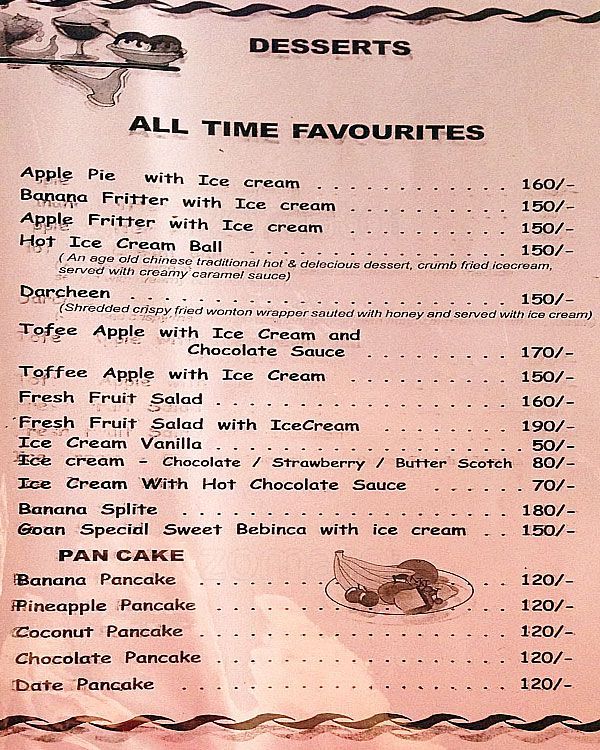 DESSERTS
ALL TIME FAVOURITES
Apple Pie with Ice cream . . . . . . . . . . . . . 160/-
Banana Fritter with Ice cream . . . . . . . . . . . 150/-
Apple Fritter with Ice cream . . . . . . . . . . . . 150/-
Hot Ice Cream Ball . . . . . . . . . . . . . . . . 150/-
( An age old chinese traditional hot & delecious dessert, crumb fried icecream,
served with creamy caramel sauce)
Darcheen . . . . . . . . . . . . . . . . . . . . . 150/-
(Shredded crispy fried wonton wrapper sauted with honey and served with ice cream)
Tofee Apple with Ice Cream and
Chocolate Sauce . . . . . . . . . . 170/-
Toffee Apple with Ice Cream . . . . . . . . . . . 150/-
Fresh Fruit Salad . . . . . . . . . . . . . . . . . . 160/-
Fresh Fruit Salad with IceCream . . . . . . . . . 190/-
Ice Cream Vanilla . . . . . . . . . . . . . . . . . . 50/-
Ice cream - Chocolate / Strawberry / Butter Scotch 80/-
Ice Cream With Hot Chocolate Sauce . . . . . . 70/-
Banana Splite . . . . . . . . . . . . . . . . . . 180/-
Goan Special Sweet Bebinca with ice cream . . 150/-
PAN CAKE
Banana Pancake . . . . . . . . . . . . . . . . . 120/-
Pineapple Pancake . . . . . . . . . . . . . . . . 120/-
Coconut Pancake . . . . . . . . . . . . . . . . . 120/-
Chocolate Pancake . . . . . . . . . . . . . . . . 120/-
Date Pancake . . . . . . . . . . . . . . . . . . 120/-